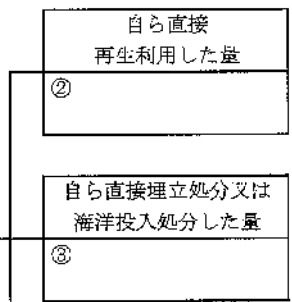 自ら直接
再生利用した量
②
自ら直接埋立処分又は
海洋投入処分した量
③